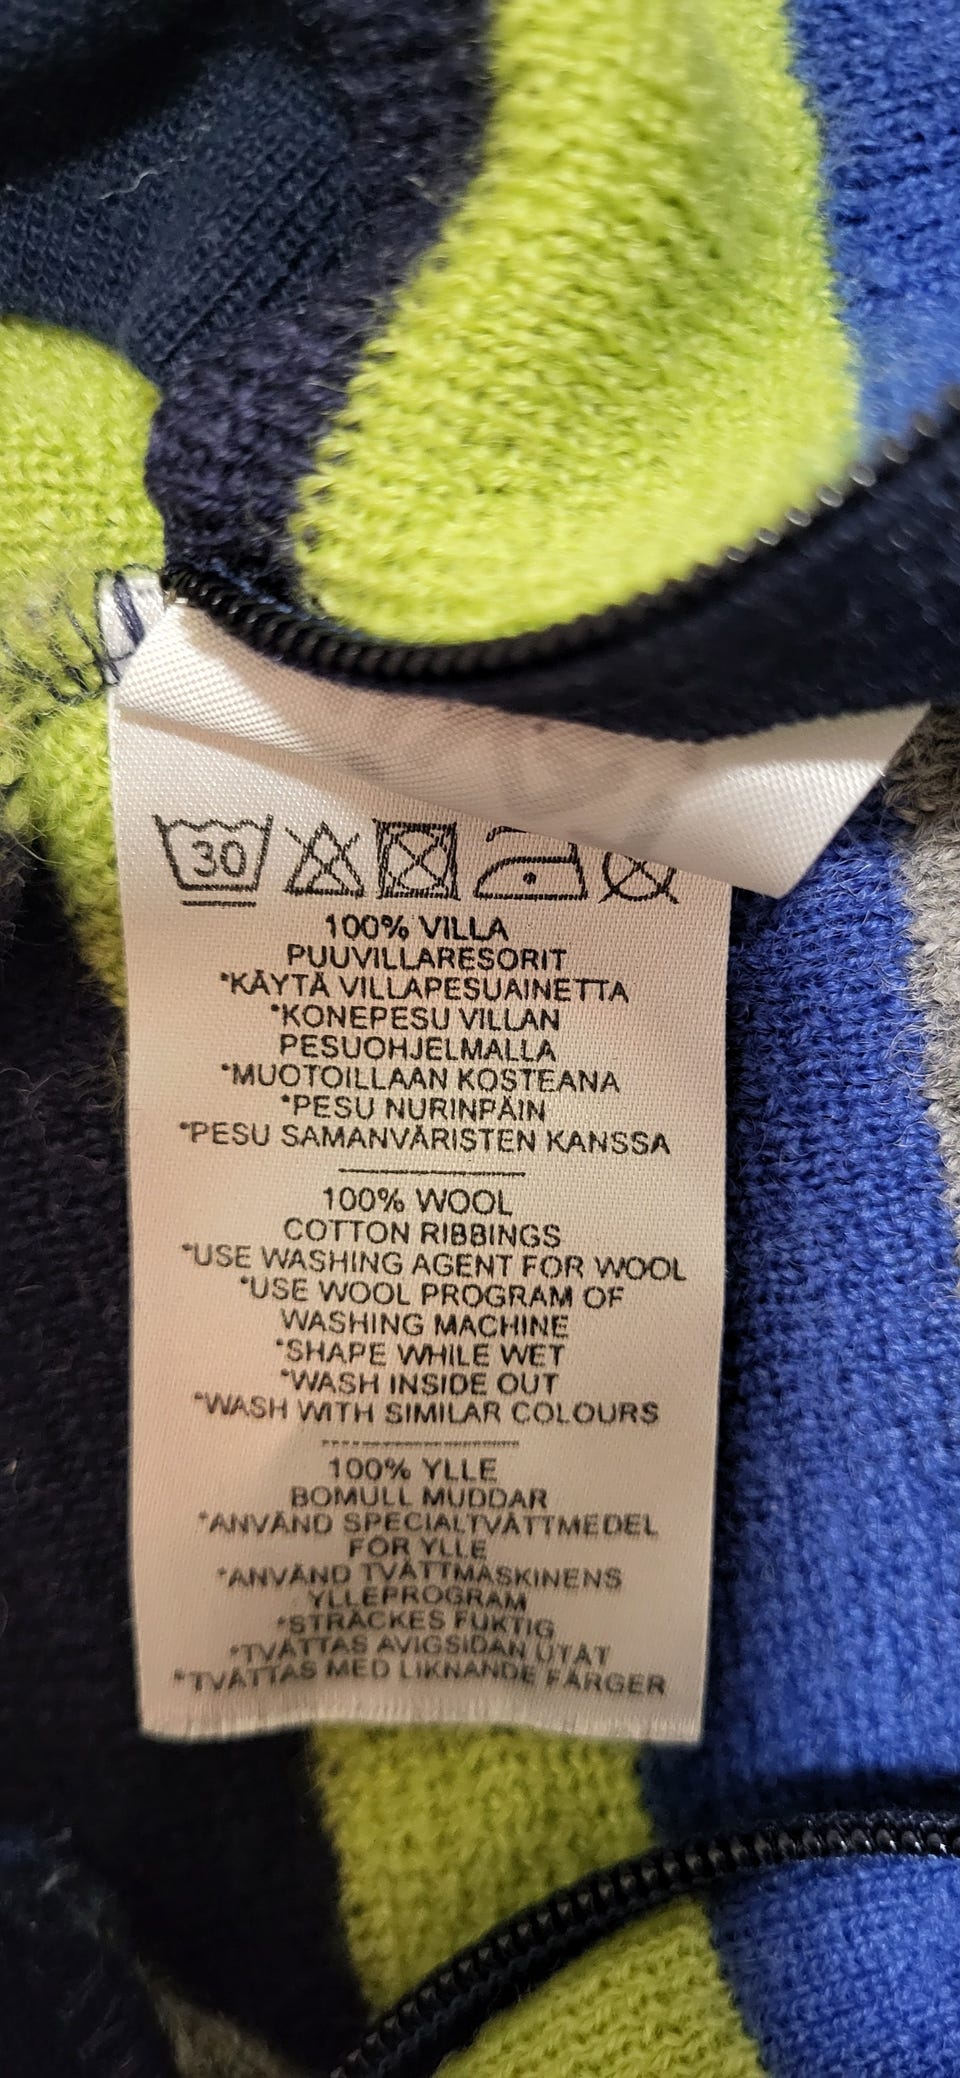 30
100% VILLA
PUUVILLARESORIT
*KÄYTÄ VILLAPESUAINETTA
*KONEPESU VILLAN
PESUOHJELMALLA
*MUOTOILLAAN KOSTEANA
*PESU NURINPÄIN
*PESU SAMANVÄRISTEN KANSSA
100% WOOL
COTTON RIBBINGS
*USE WASHING AGENT FOR WOOL
*USE WOOL PROGRAM OF
WASHING MACHINE
*SHAPE WHILE WET
*WASH INSIDE OUT
*WASH WITH SIMILAR COLOURS
100% YLLE
BOMULL MUDDAR
*ANVÄND SPECIALTVÄTTMEDEL
FÖR YLLE
*ANVÄND TVÄTTMASKINENS
YLLEPROGRAM
*STRÄCKES FUKTIG
*TVÄTTAS AVIGSIDAN UTÅT
*TVÄTTAS MED LIKNANDE FÄRGER